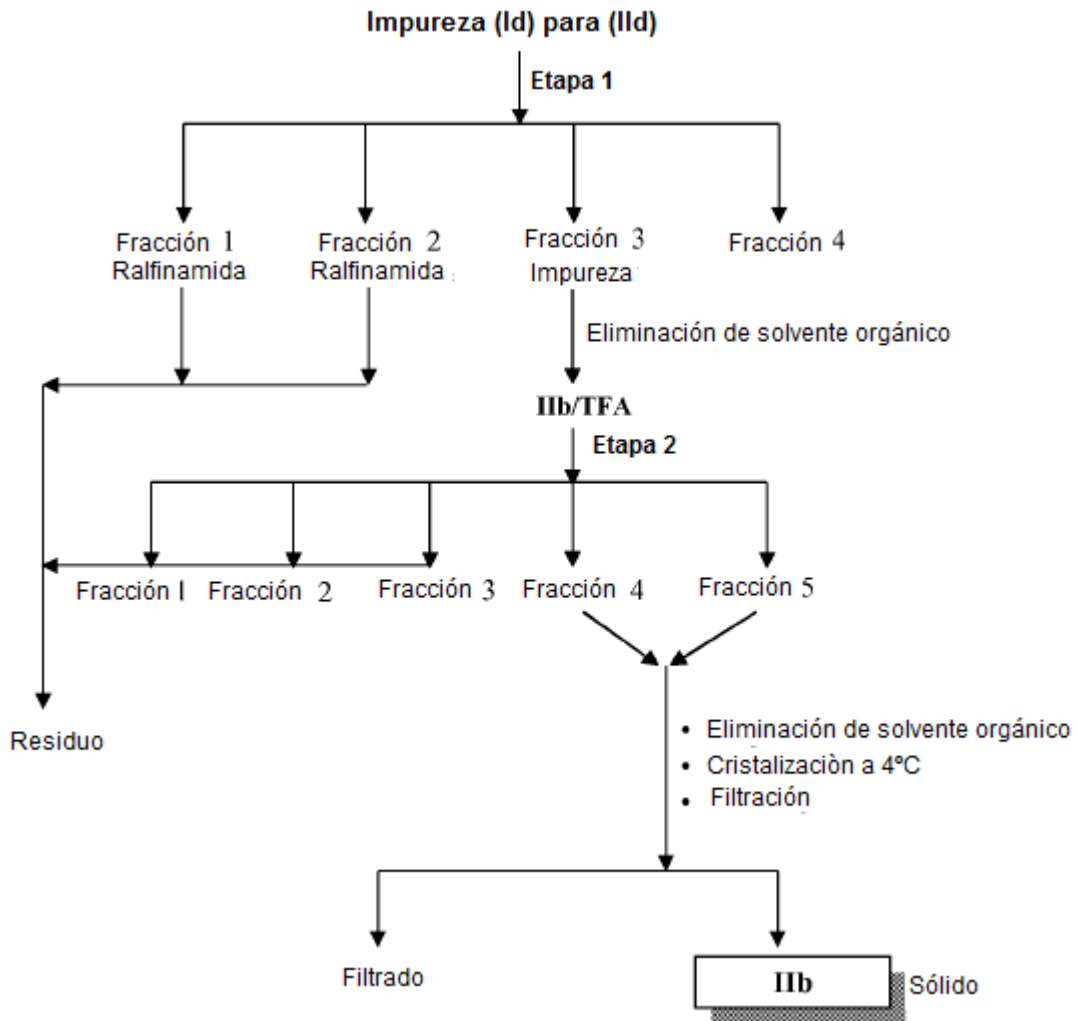 Impureza (Id) para (IId)
Etapa 1
Fracción 1
Ralfinamida
Fracción 2
Ralfinamida
Fracción 3
Impureza
Fracción 4
Eliminación de solvente orgánico
IIb/TFA
Etapa 2
Fracción 1
Fracción 2
Fracción 3
Fracción 4
Fracción 5
Residuo
• Eliminación de solvente orgánico
• Cristalizaciòn a 4ºC
• Filtración
Filtrado
IIb
Sólido